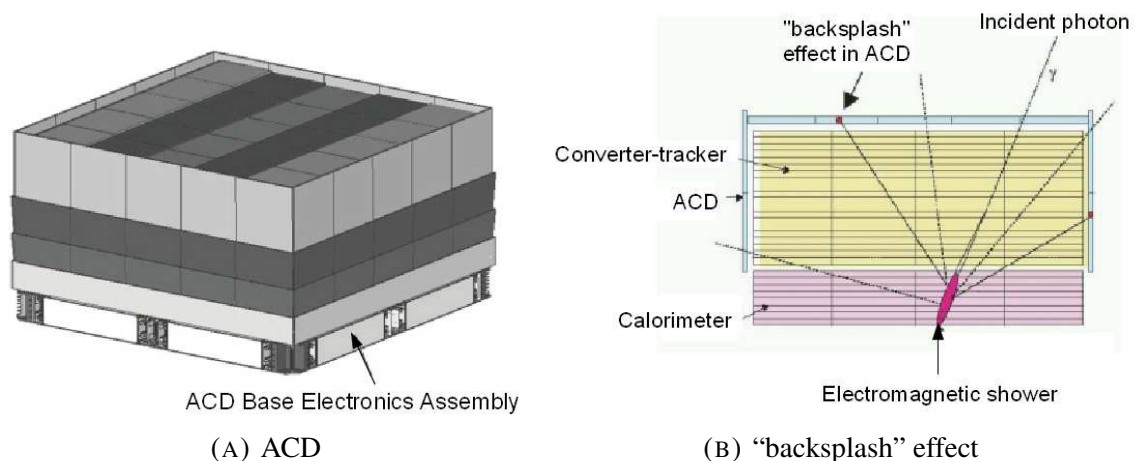 ACD Base Electronics Assembly
(A) ACD
"backsplash"
effect in ACD
Incident photon
γ
Converter-tracker
ACD
Calorimeter
Electromagnetic shower
(B) “backsplash” effect